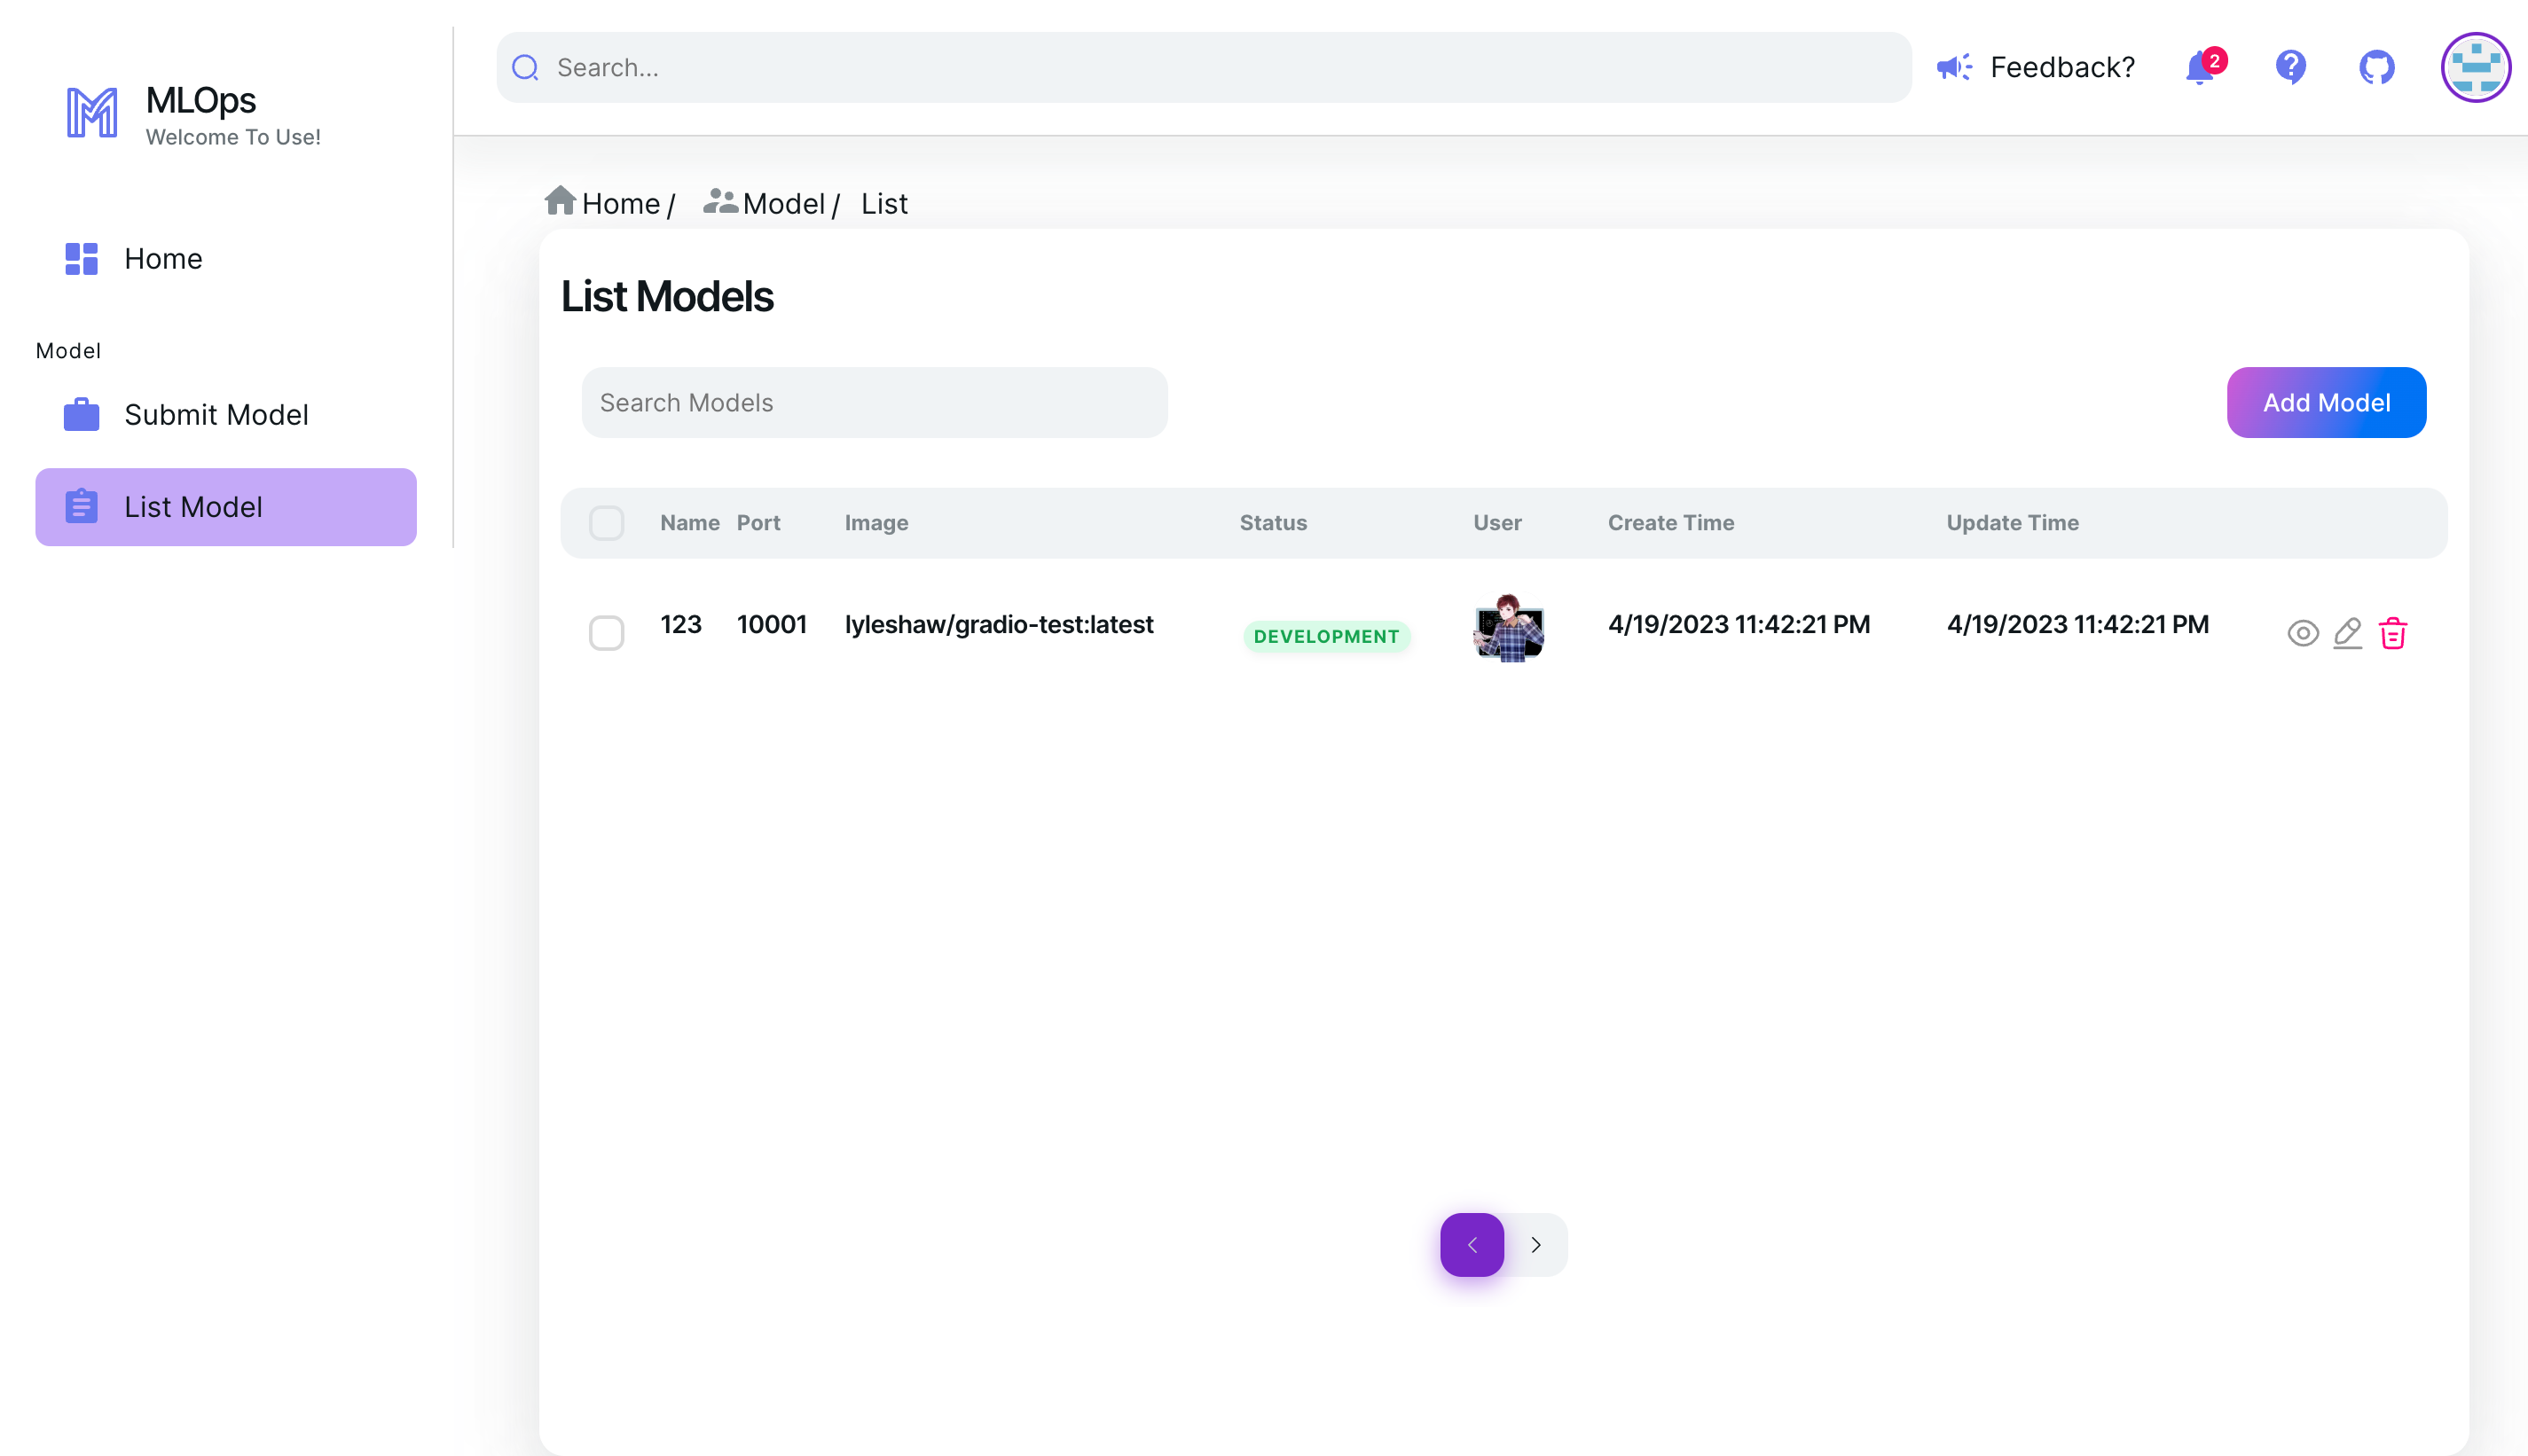 MLOps
Welcome To Use!
Home
Model
Submit Model
List Model
Search...
Feedback?
2
Home / Model / List
List Models
Search Models
Add Model
Name Port Image Status User Create Time Update Time
123 10001 lyleshaw/gradio-test:latest DEVELOPMENT 4/19/2023 11:42:21 PM 4/19/2023 11:42:21 PM